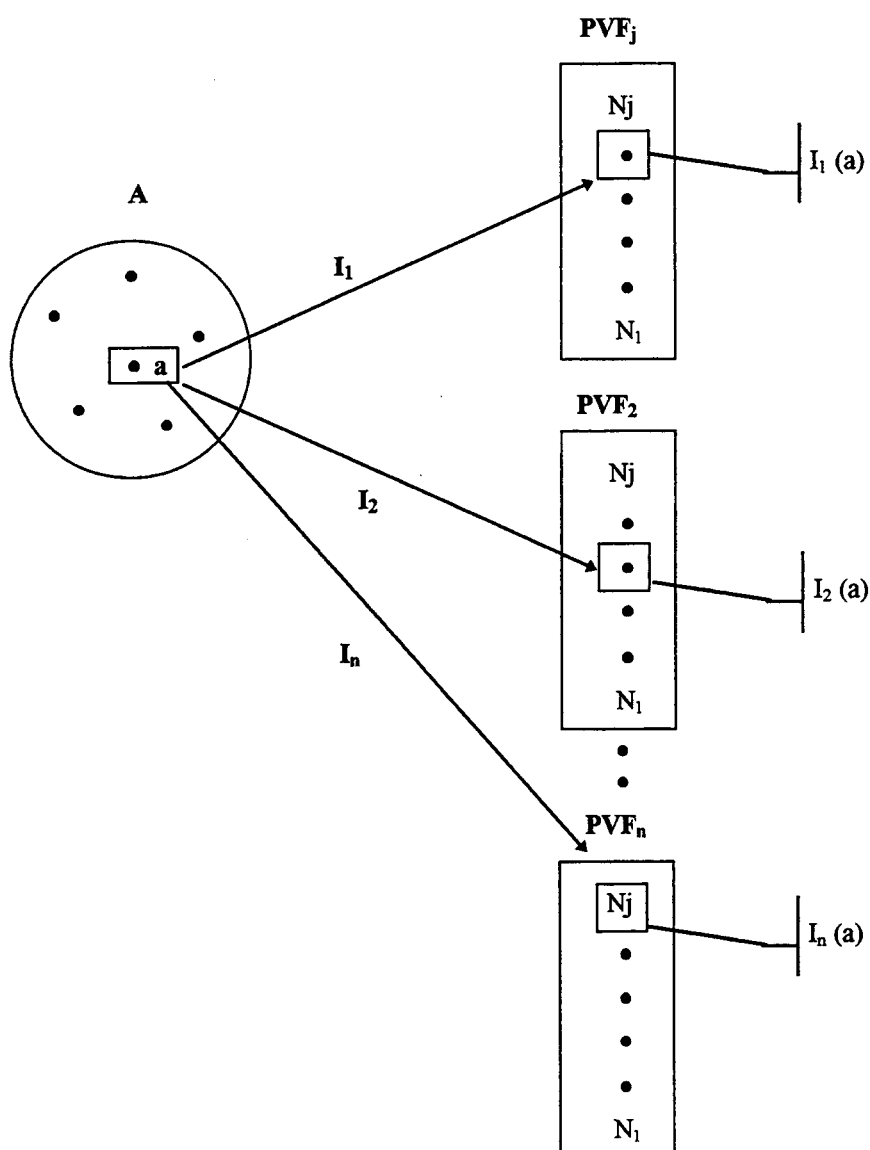 PVFj
Nj
I₁ (a)
A
I₁
N₁
a
PVF₂
Nj
I₂
I₂ (a)
Iₙ
N₁
PVFₙ
Nj
Iₙ (a)
N₁